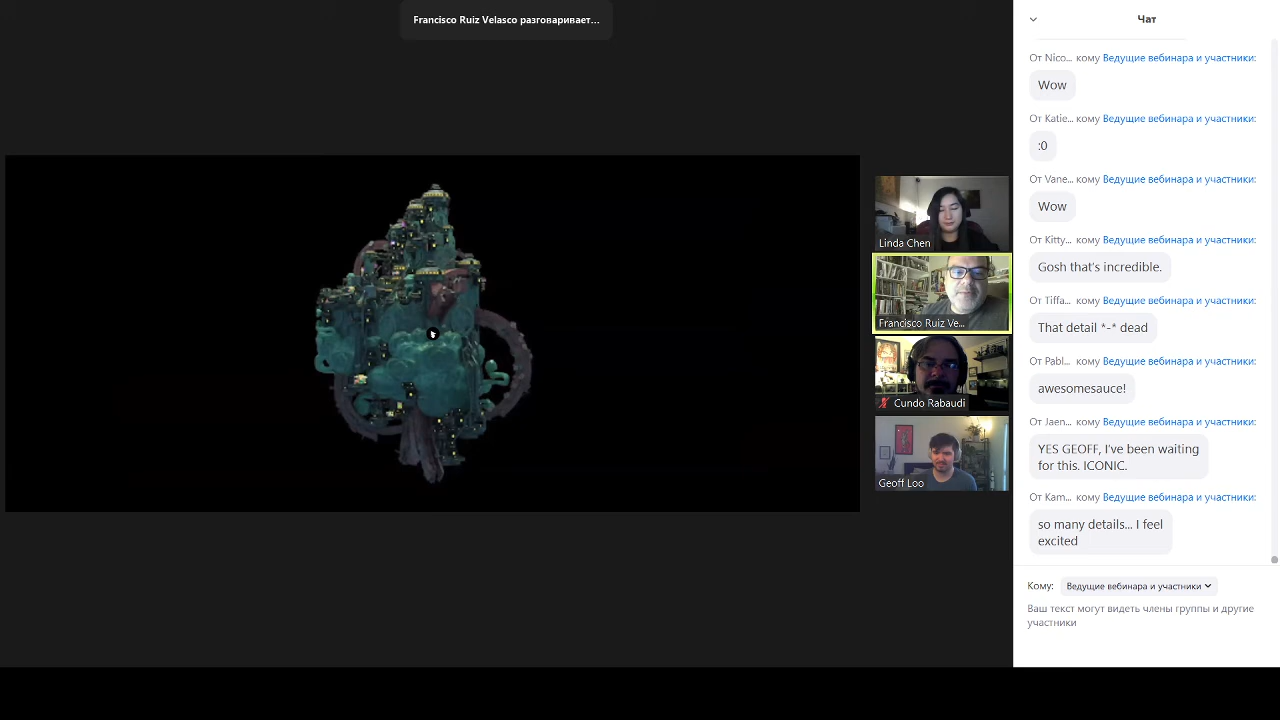 Francisco Ruiz Velasco разговаривает...
Linda Chen
Francisco Ruiz Ve...
Cundo Rabaudi
Geoff Loo
Чат
От Nico... кому Ведущие вебинара и участники:
Wow
От Katie... кому Ведущие вебинара и участники:
:0
От Vane... кому Ведущие вебинара и участники:
Wow
От Kitty... кому Ведущие вебинара и участники:
Gosh that's incredible.
От Tiffa... кому Ведущие вебинара и участники:
That detail *-* dead
От Pabl... кому Ведущие вебинара и участники:
awesomesauce!
От Jaen... кому Ведущие вебинара и участники:
YES GEOFF, I've been waiting
for this. ICONIC.
От Kam... кому Ведущие вебинара и участники:
so many details... I feel
excited
Кому: Ведущие вебинара и участники
Ваш текст могут видеть члены группы и другие
участники